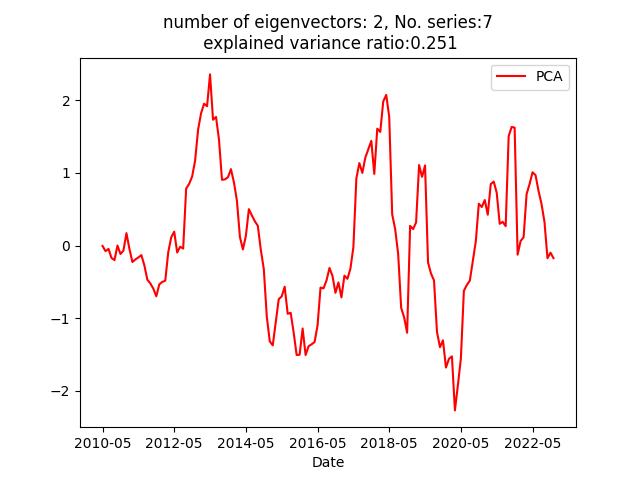 number of eigenvectors: 2, No. series:7
explained variance ratio:0.251
PCA
2
1
0
−1
−2
2010-05 2012-05 2014-05 2016-05 2018-05 2020-05 2022-05
Date